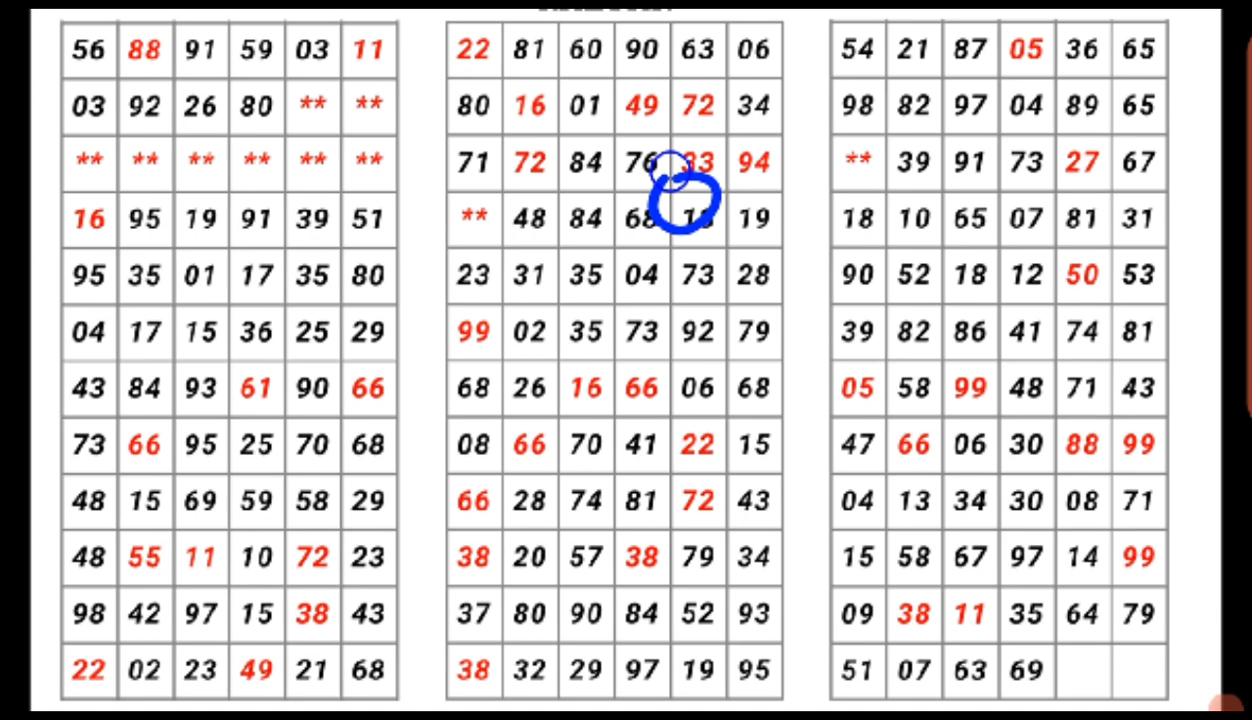 56 88 91 59 03 11
03 92 26 80 ** **
** ** ** ** ** **
16 95 19 91 39 51
95 35 01 17 35 80
04 17 15 36 25 29
43 84 93 61 90 66
73 66 95 25 70 68
48 15 69 59 58 29
48 55 11 10 72 23
98 42 97 15 38 43
22 02 23 49 21 68
22 81 60 90 63 06
80 16 01 49 72 34
71 72 84 76 33 94
** 48 84 68 19
23 31 35 04 73 28
99 02 35 73 92 79
68 26 16 66 06 68
08 66 70 41 22 15
66 28 74 81 72 43
38 20 57 38 79 34
37 80 90 84 52 93
38 32 29 97 19 95
54 21 87 05 36 65
98 82 97 04 89 65
** 39 91 73 27 67
18 10 65 07 81 31
90 52 18 12 50 53
39 82 86 41 74 81
05 58 99 48 71 43
47 66 06 30 88 99
04 13 34 30 08 71
15 58 67 97 14 99
09 38 11 35 64 79
51 07 63 69